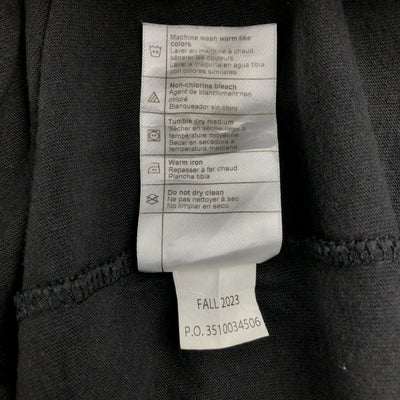 Machine wash warm like
colors
Laver en machine à chaud,
séparer les couleurs
Lavar a maquina en agua tibia
con colores similares
Non-chlorine bleach
Agent de blanchiment non
chloré
Blanqueador sin cloro
Tumble dry medium
Sécher en séchoir à
température moyenne
Secar en secadora a
temperatura mediana
Warm iron
Repasser à fer chaud
Plancha tibia
Do not dry clean
Ne pas nettoyer à sec
No limpiar en seco
FALL 2023
P.O. 3510034506